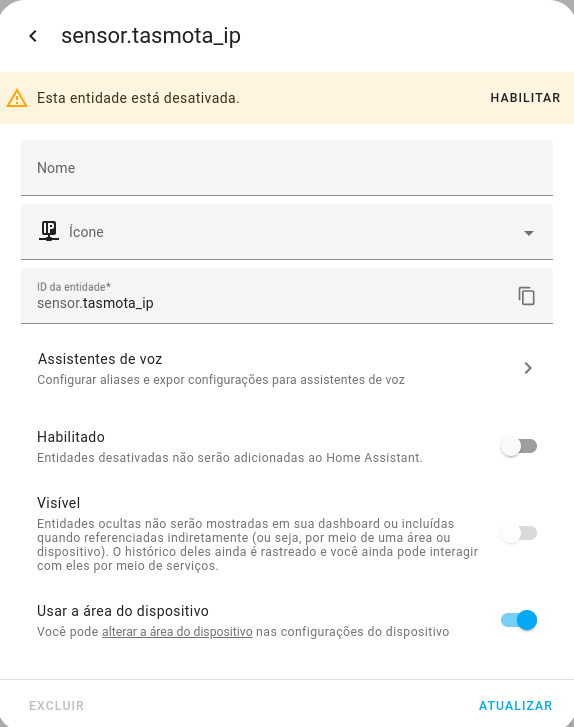 sensor.tasmota_ip
Esta entidade está desativada.
HABILITAR
Nome
IP
Ícone
ID da entidade*
sensor.tasmota_ip
Assistentes de voz
Configurar aliases e expor configurações para assistentes de voz
Habilitado
Entidades desativadas não serão adicionadas ao Home Assistant.
Visível
Entidades ocultas não serão mostradas em sua dashboard ou incluídas
quando referenciadas indiretamente (ou seja, por meio de uma área ou
dispositivo). O histórico deles ainda é rastreado e você ainda pode interagir
com eles por meio de serviços.
Usar a área do dispositivo
Você pode alterar a área do dispositivo nas configurações do dispositivo
EXCLUIR
ATUALIZAR